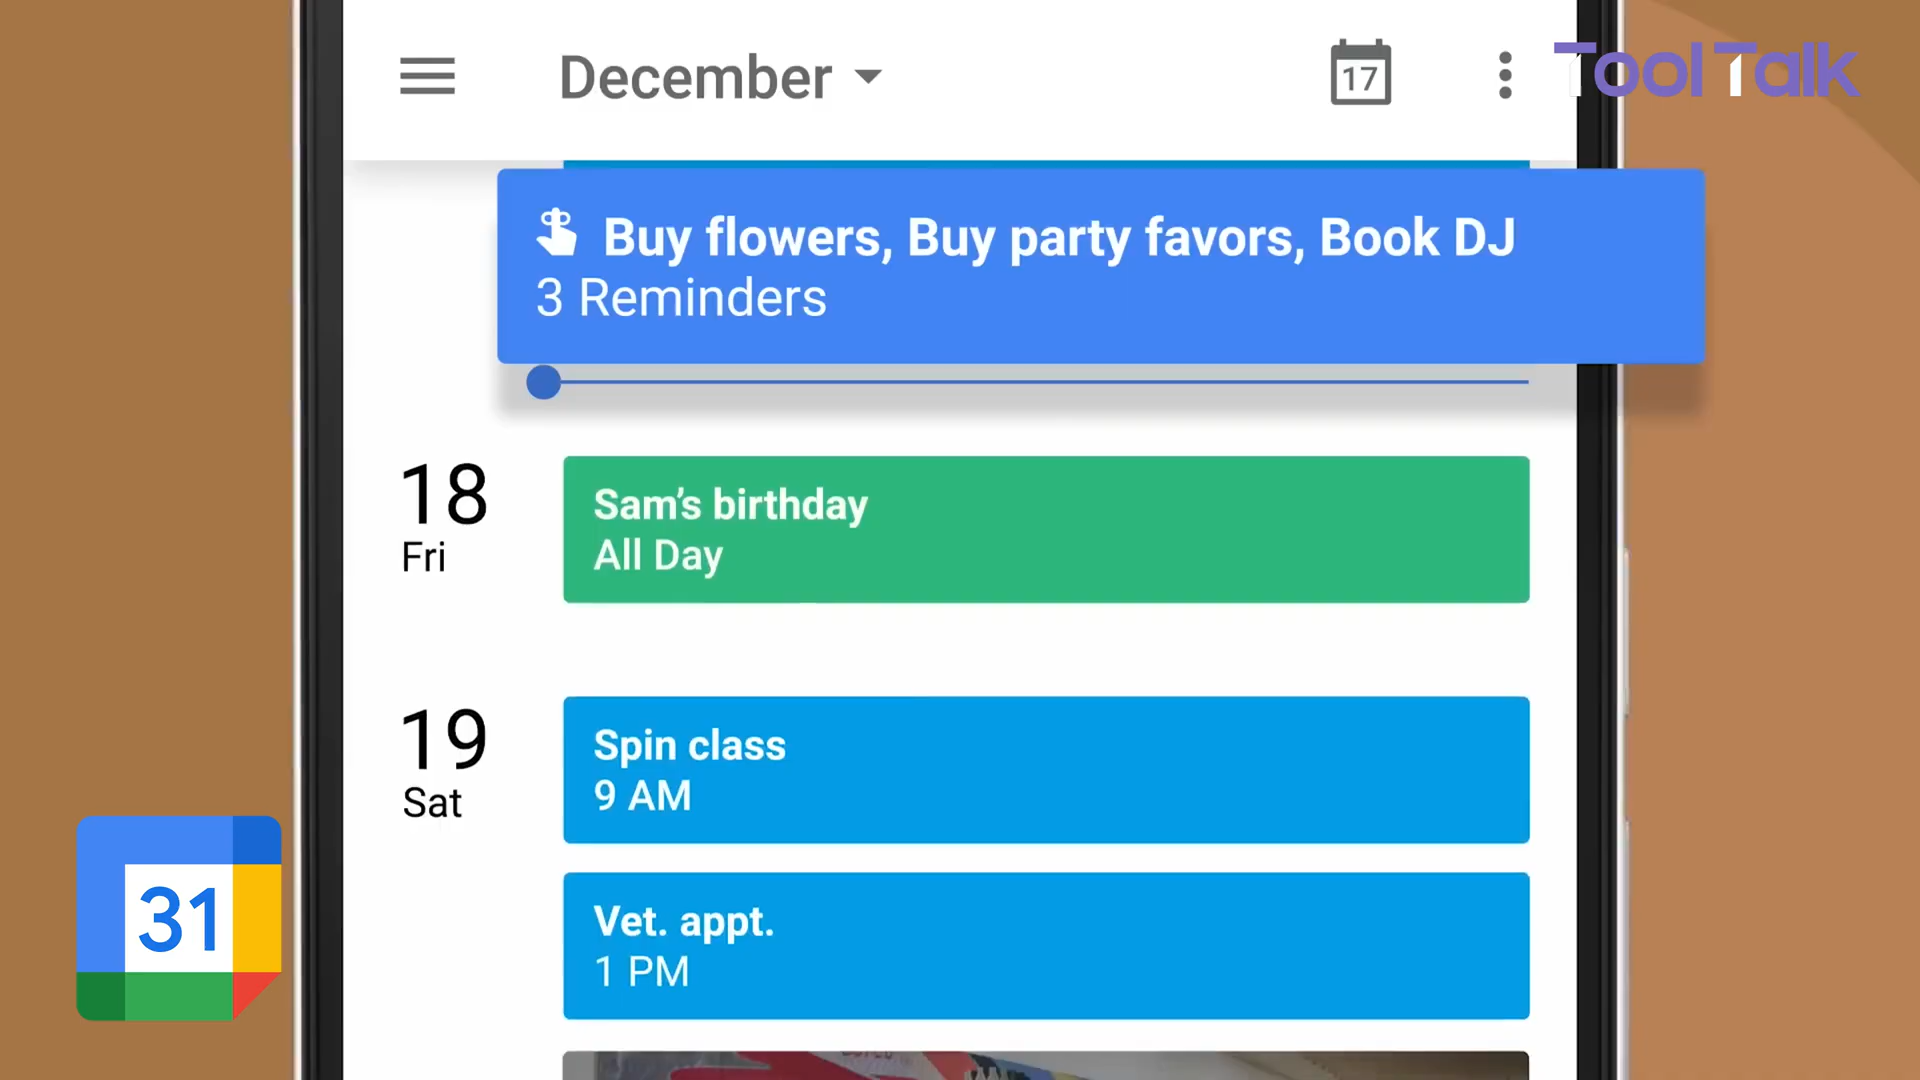 December
17
Tool Talk
Buy flowers, Buy party favors, Book DJ
3 Reminders
18
Fri
Sam’s birthday
All Day
19
Sat
Spin class
9 AM
Vet. appt.
1 PM
31